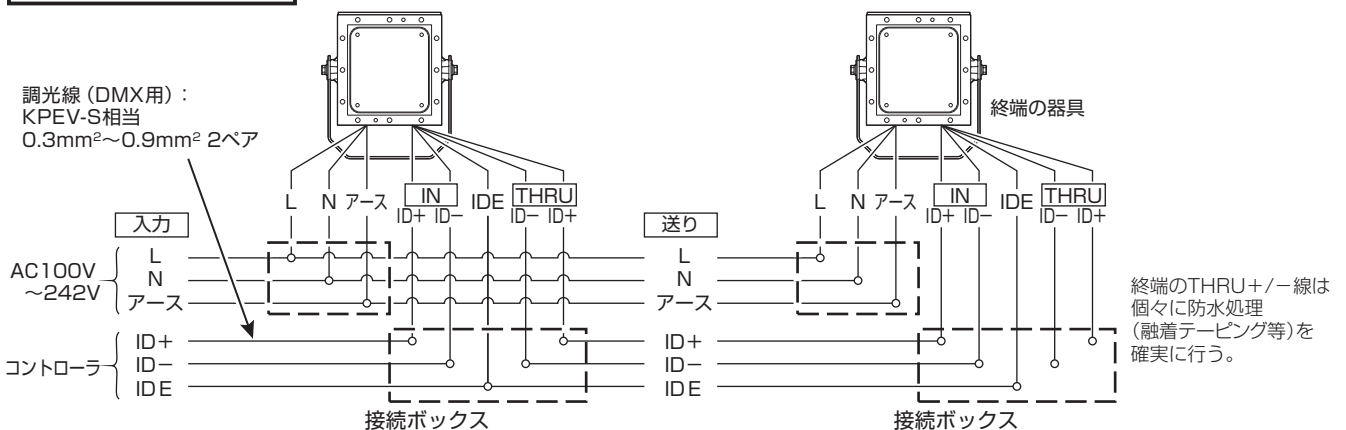 調光線（DMX用）：
KPEV-S相当
0.3mm²～0.9mm² 2ペア
終端の器具
L N アース IN ID+ ID− IDE THRU ID− ID+
L N アース IN ID+ ID− IDE THRU ID− ID+
入力
送り
AC100V
～242V
L
N
アース
L
N
アース
コントローラ
ID+
ID−
IDE
ID+
ID−
IDE
接続ボックス
接続ボックス
終端のTHRU＋/−線は
個々に防水処理
（融着テーピング等）を
確実に行う。